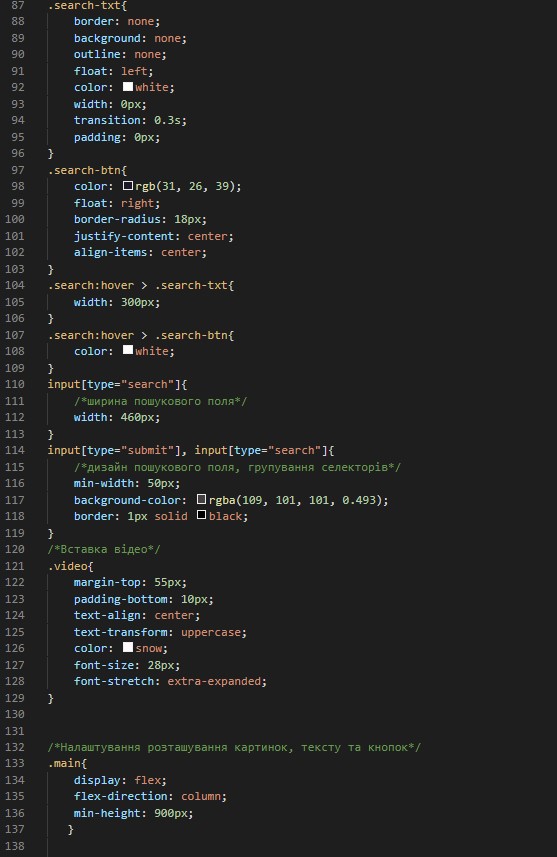 87 .search-txt{
88 border: none;
89 background: none;
90 outline: none;
91 float: left;
92 color: white;
93 width: 0px;
94 transition: 0.3s;
95 padding: 0px;
96 }
97 .search-btn{
98 color: rgb(31, 26, 39);
99 float: right;
100 border-radius: 18px;
101 justify-content: center;
102 align-items: center;
103 }
104 .search:hover > .search-txt{
105 width: 300px;
106 }
107 .search:hover > .search-btn{
108 color: white;
109 }
110 input[type="search"]{
111 /*ширина пошукового поля*/
112 width: 460px;
113 }
114 input[type="submit"], input[type="search"]{
115 /*дизайн пошукового поля, групування селекторів*/
116 min-width: 50px;
117 background-color: rgba(109, 101, 101, 0.493);
118 border: 1px solid black;
119 }
120 /*Вставка відео*/
121 .video{
122 margin-top: 55px;
123 padding-bottom: 10px;
124 text-align: center;
125 text-transform: uppercase;
126 color: snow;
127 font-size: 28px;
128 font-stretch: extra-expanded;
129 }
130
131
132 /*Налаштування розташування картинок, тексту та кнопок*/
133 .main{
134 display: flex;
135 flex-direction: column;
136 min-height: 900px;
137 }
138